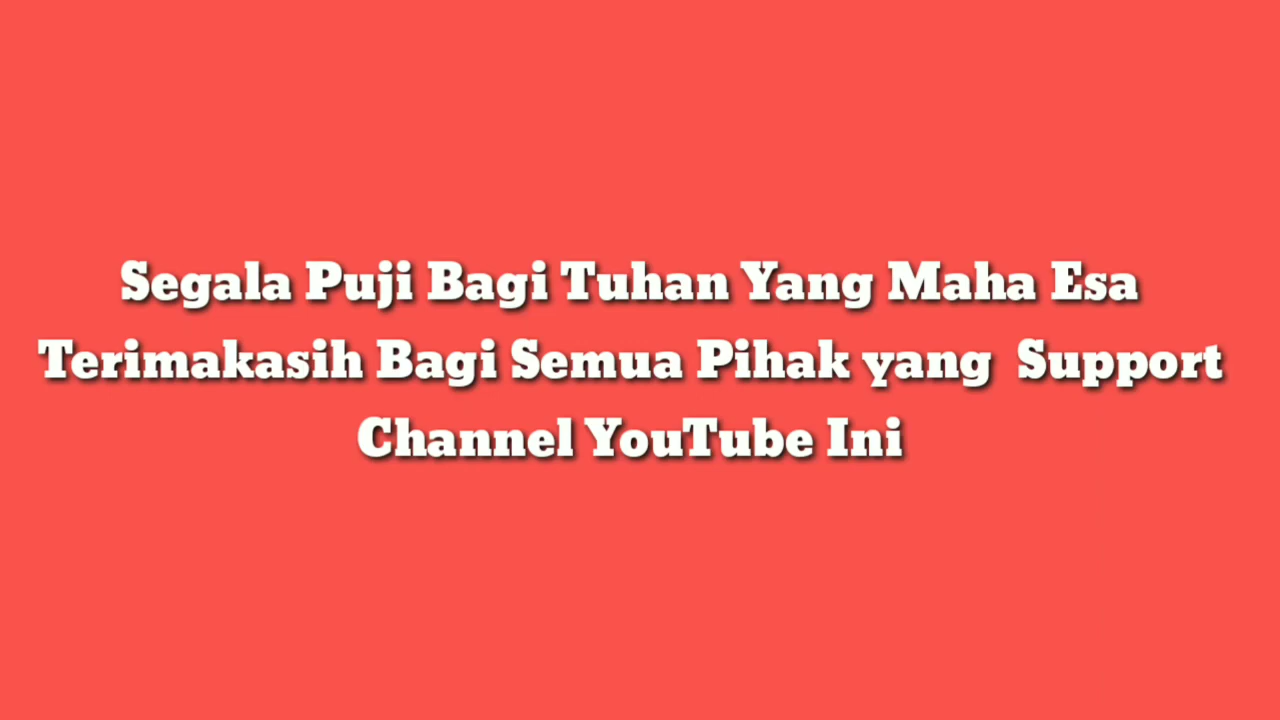 Segala Puji Bagi Tuhan Yang Maha Esa
Terimakasih Bagi Semua Pihak yang  Support
Channel YouTube Ini